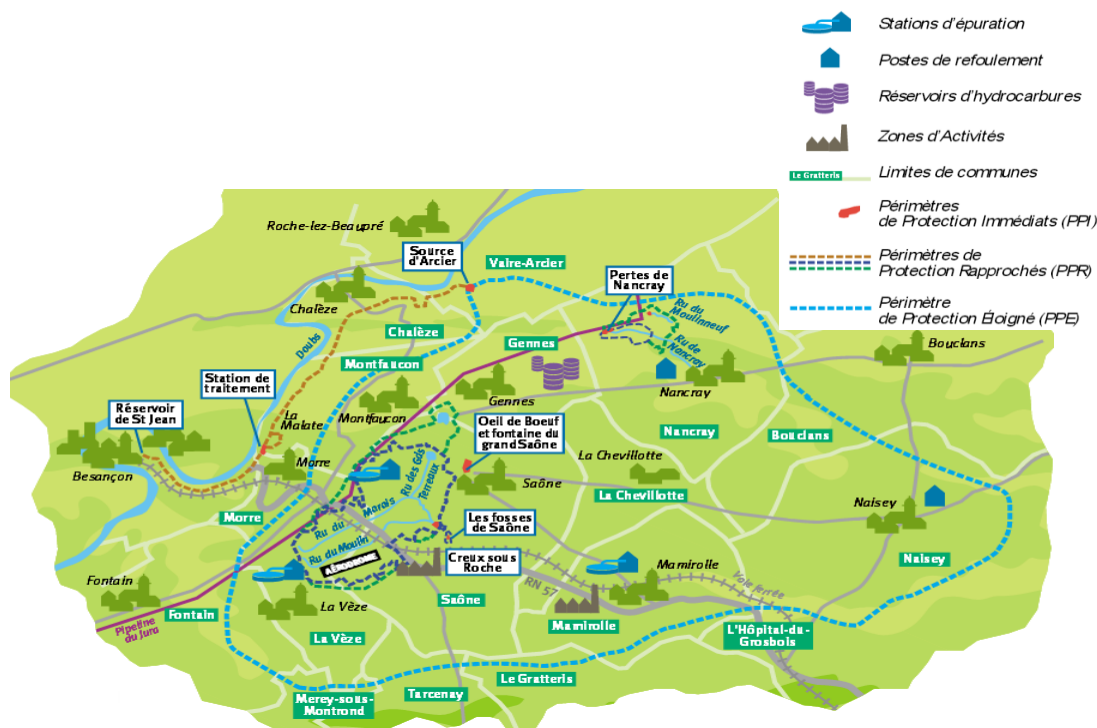 Stations d'épuration
Postes de refoulement
Réservoirs d'hydrocarbures
Zones d'Activités
Le Gratteris
Limites de communes
Périmètres
de Protection Immédiats (PPI)
Périmètres de
Protection Rapprochés (PPR)
Périmètre
de Protection Éloigné (PPE)
Roche-lez-Beaupré
Source
d'Arcier
Vaire-Arcier
Pertes de
Nancray
Chalèze
Ru du
Moulinneuf
Chalèze
Doubs
Gennes
Ru de
Nancray
Bouclans
Montfaucon
Station de
traitement
Gennes
Nancray
Réservoir
de St Jean
La
Malate
Montfaucon
Oeil de Boeuf
et fontaine du
grand Saône
Nancray
Bouclans
Besançon
Morre
Ru des Gds
Terreaux
La Chevillotte
Saône
La Chevillotte
Naisey
Morre
Ru du Marais
Les fosses
de Saône
Ru du Moulin
AÉRODROME
Creux sous
Roche
Naisey
Fontain
Mamirolle
RN 57
Voie ferrée
La Vèze
Saône
Fontain
Pipeline
du Jura
Mamirolle
La Vèze
L'Hôpital-du-
Grosbois
Le Gratteris
Merey-sous-
Montrond
Tarcenay